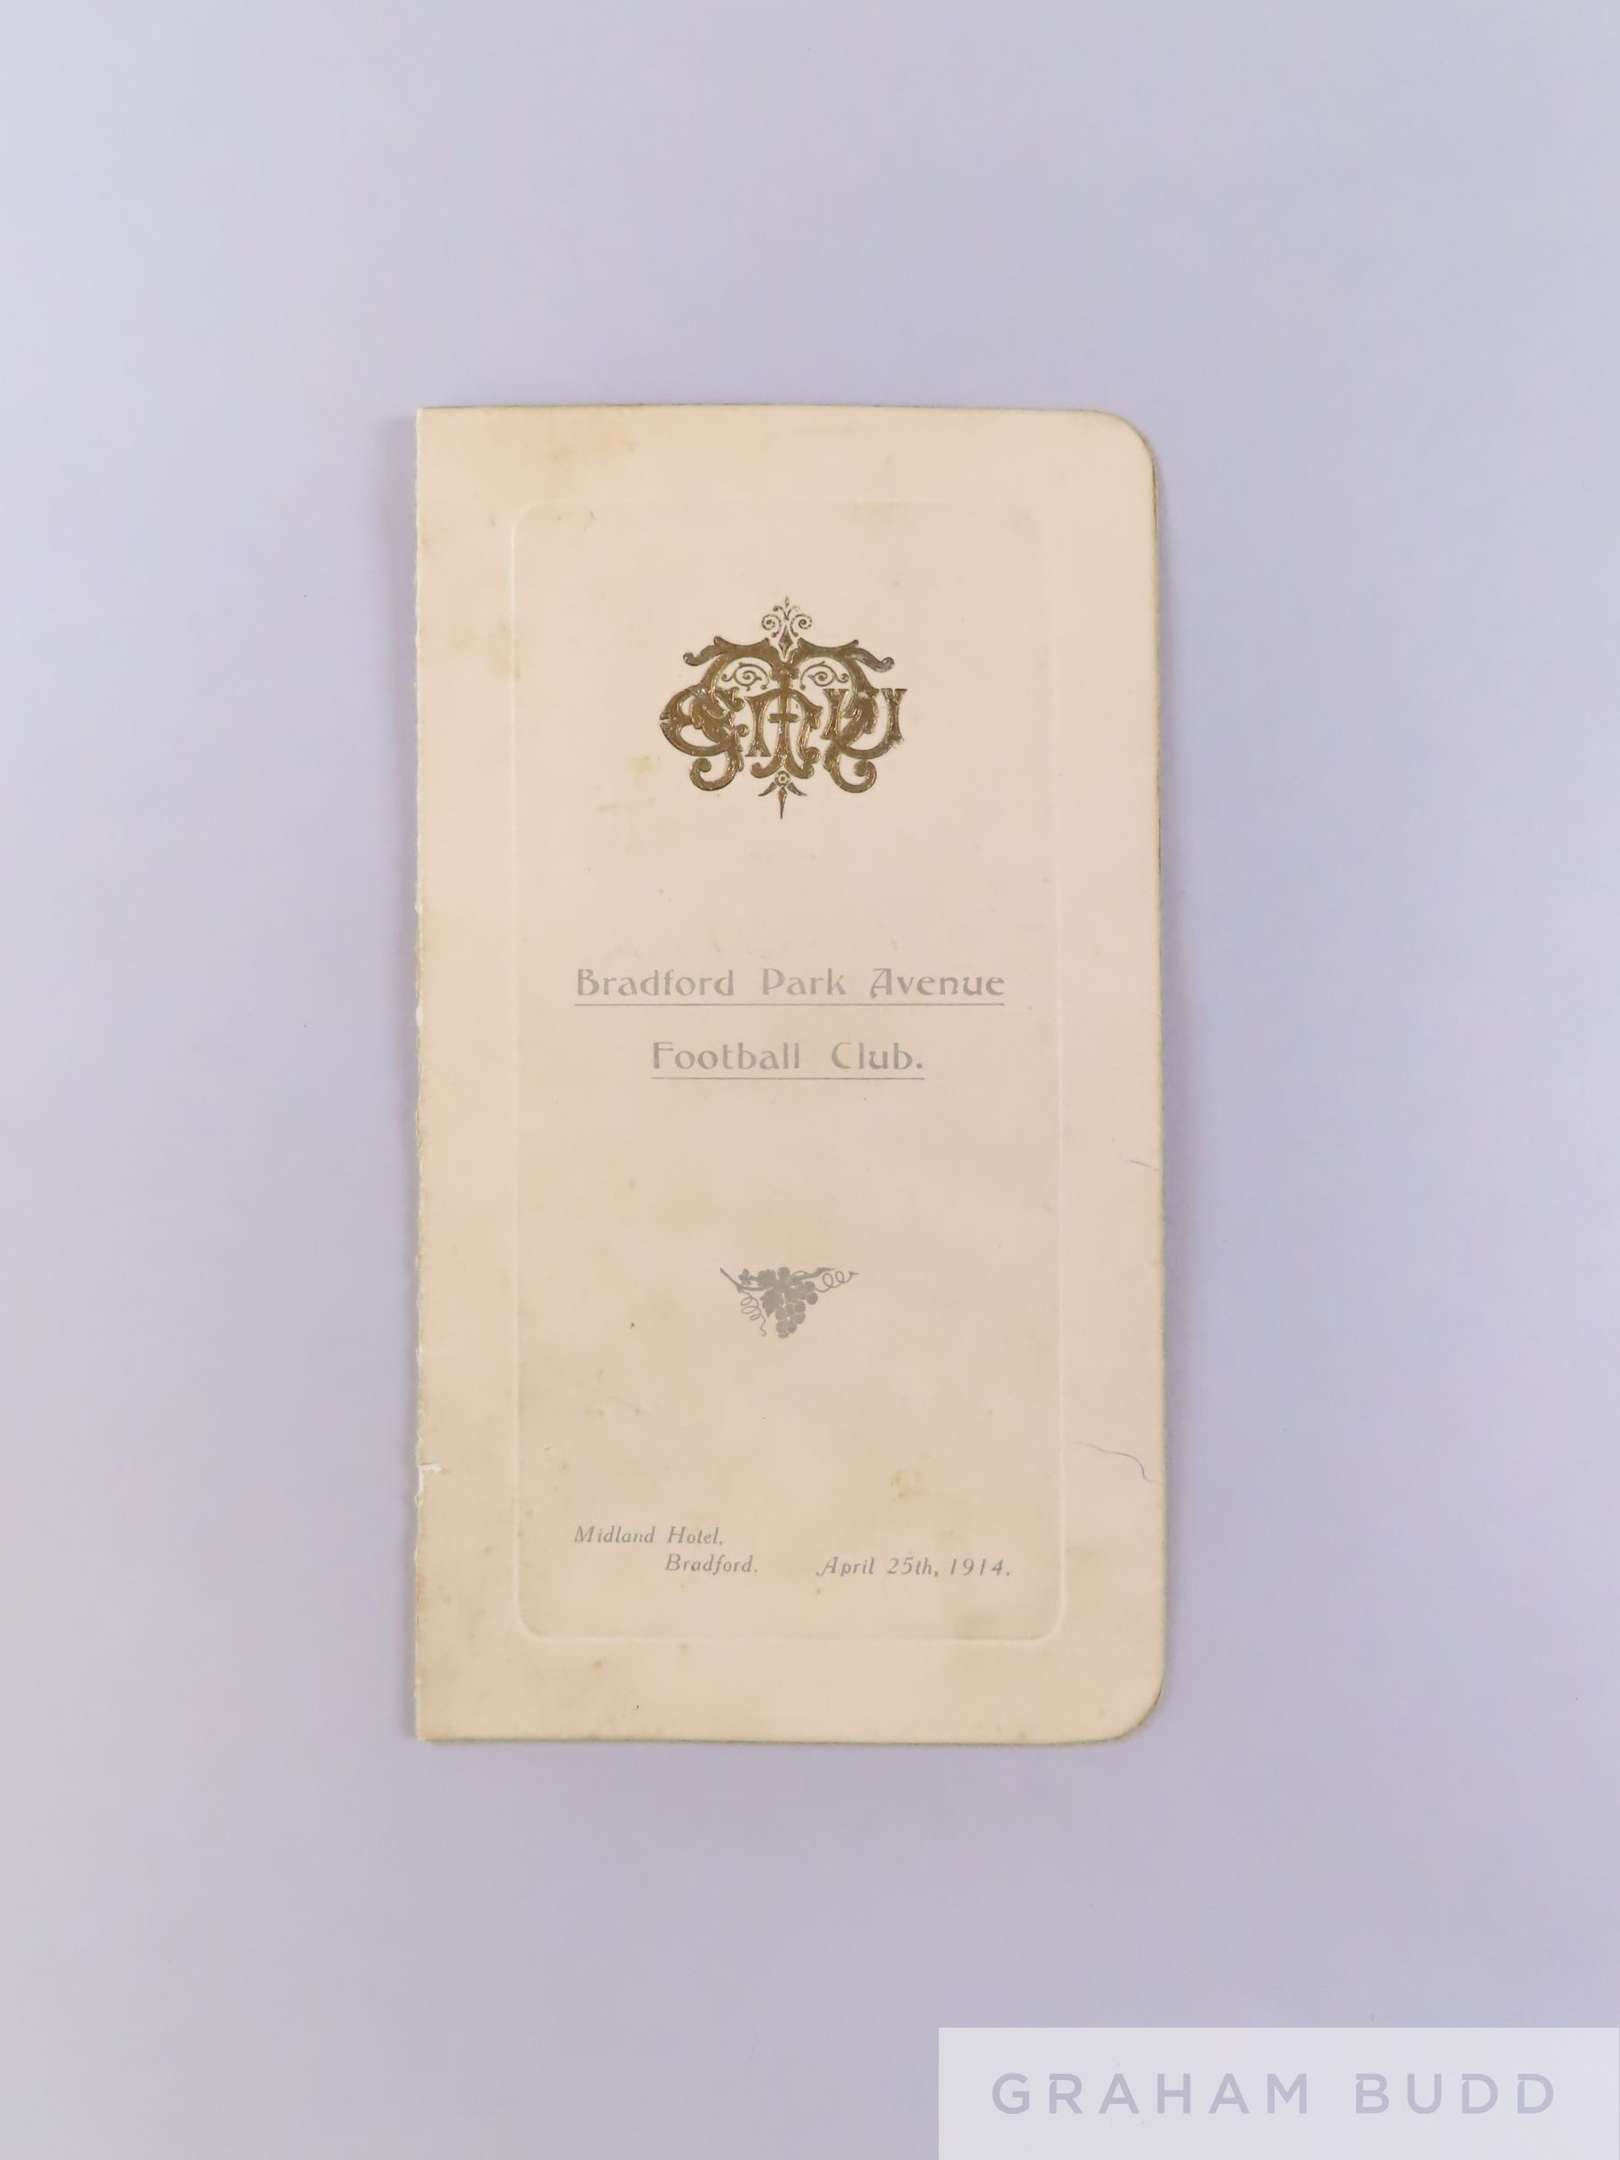 Bradford Park Avenue
Football Club.
Midland Hotel,
Bradford. April 25th, 1914.
GRAHAM BUDD